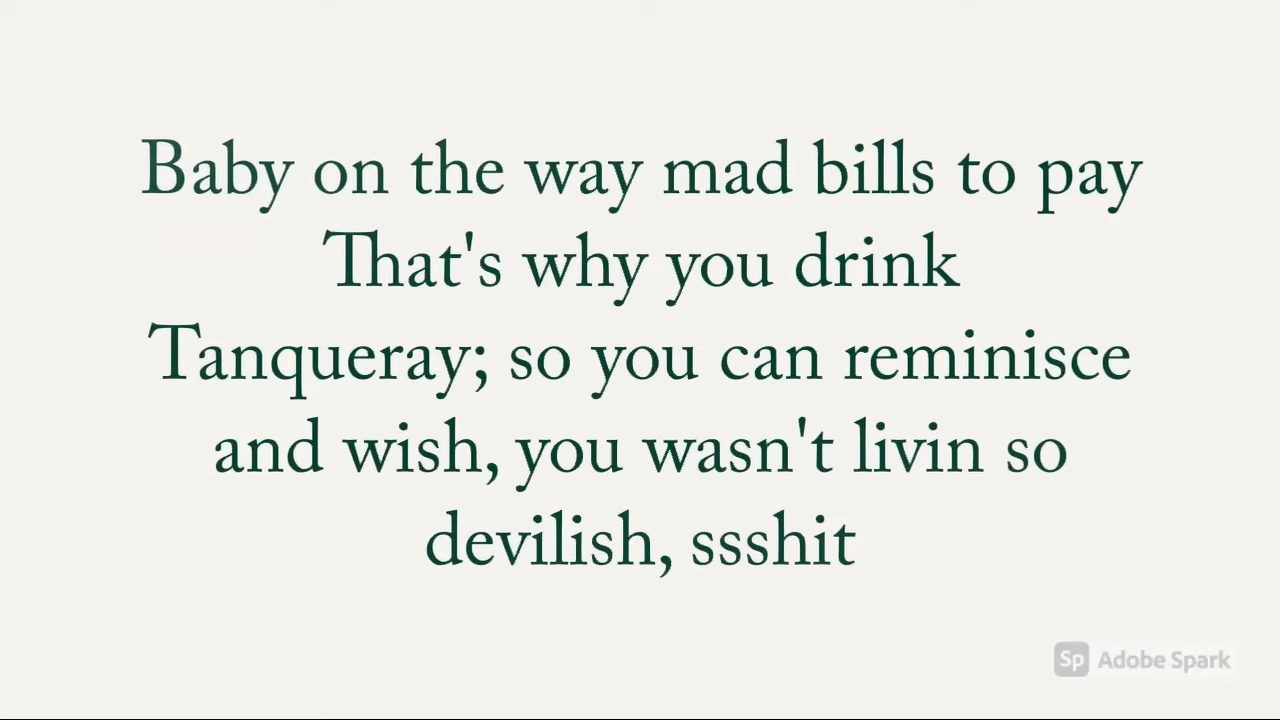 Baby on the way mad bills to pay
That's why you drink
Tanqueray; so you can reminisce
and wish, you wasn't livin so
devilish, ssshit
Sp Adobe Spark